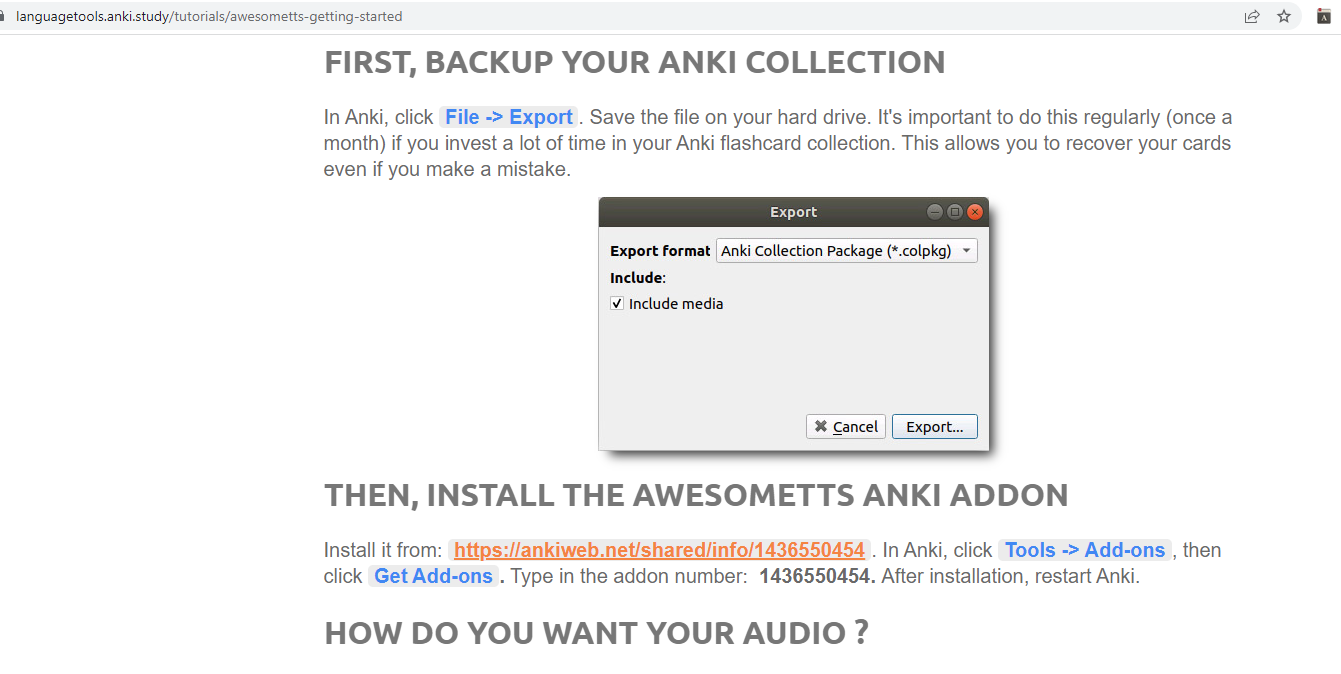 languagetools.anki.study/tutorials/awesometts-getting-started
FIRST, BACKUP YOUR ANKI COLLECTION
In Anki, click File -> Export . Save the file on your hard drive. It's important to do this regularly (once a
month) if you invest a lot of time in your Anki flashcard collection. This allows you to recover your cards
even if you make a mistake.
Export
Export format Anki Collection Package (*.colpkg)
Include:
Include media
Cancel Export...
THEN, INSTALL THE AWESOMETTS ANKI ADDON
Install it from: https://ankiweb.net/shared/info/1436550454 . In Anki, click Tools -> Add-ons , then
click Get Add-ons . Type in the addon number: 1436550454. After installation, restart Anki.
HOW DO YOU WANT YOUR AUDIO ?